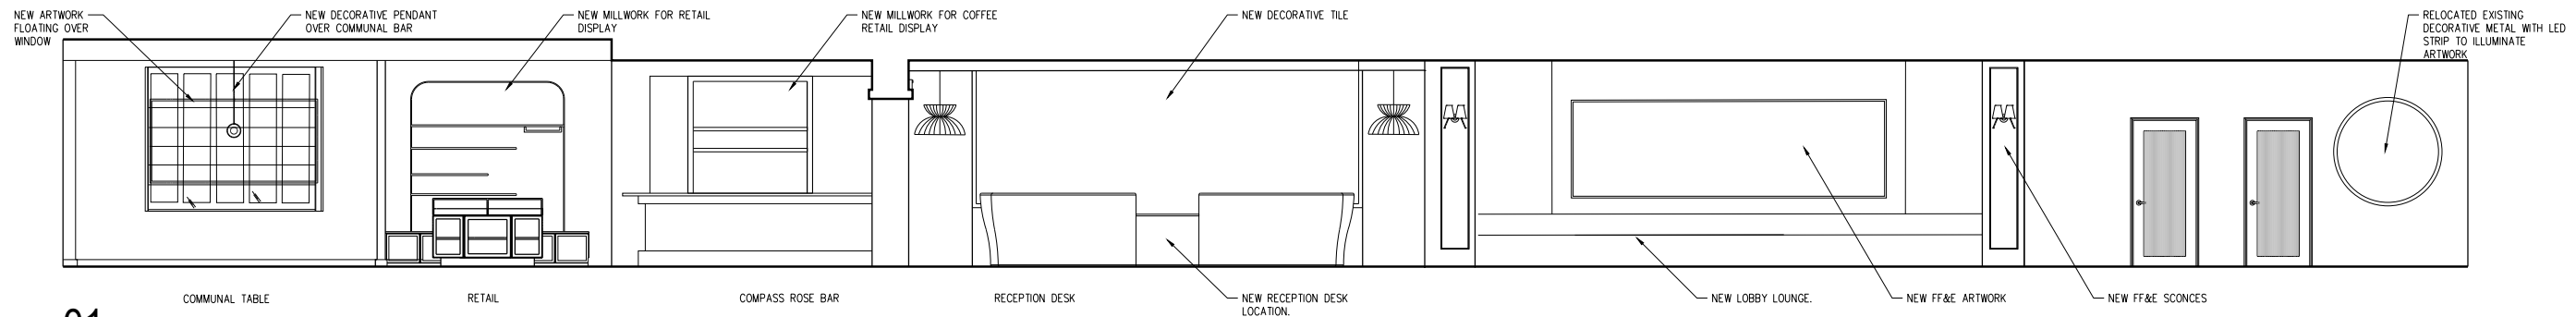 NEW ARTWORK
FLOATING OVER
WINDOW
NEW DECORATIVE PENDANT
OVER COMMUNAL BAR
NEW MILLWORK FOR RETAIL
DISPLAY
NEW MILLWORK FOR COFFEE
RETAIL DISPLAY
NEW DECORATIVE TILE
RELOCATED EXISTING
DECORATIVE METAL WITH LED
STRIP TO ILLUMINATE
ARTWORK
COMMUNAL TABLE
RETAIL
COMPASS ROSE BAR
RECEPTION DESK
NEW RECEPTION DESK
LOCATION.
NEW LOBBY LOUNGE.
NEW FF&E ARTWORK
NEW FF&E SCONCES